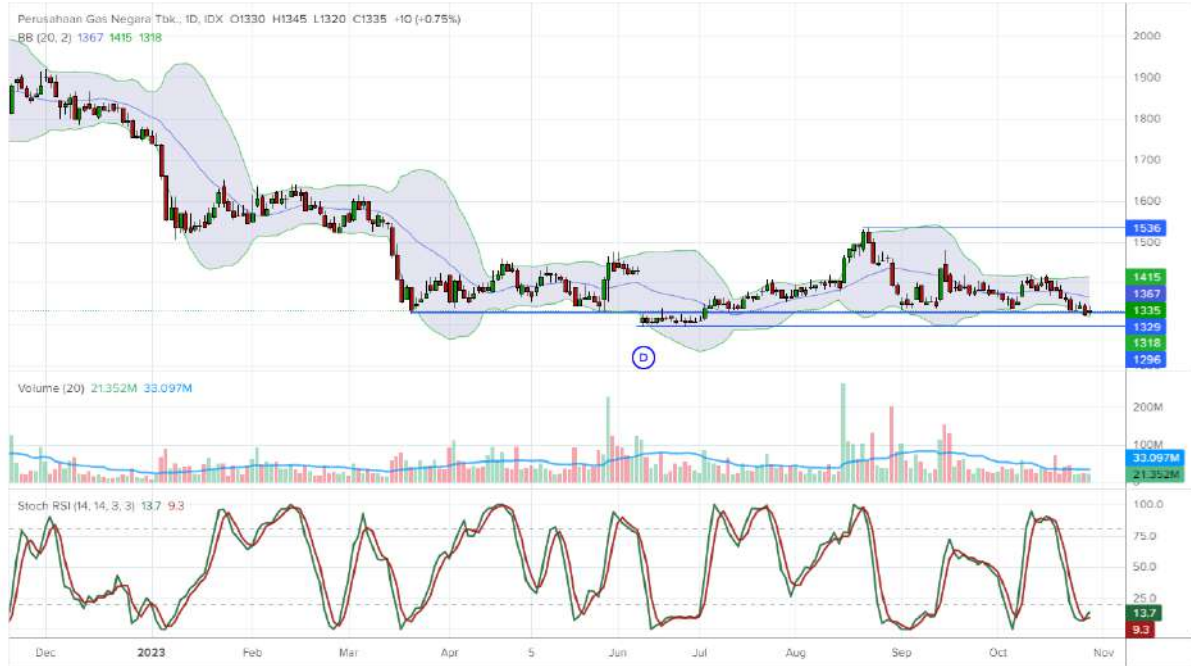 Perusahaan Gas Negara Tbk., 1D, IDX O1330 H1345 L1320 C1335 +10 (+0.75%)
BB (20, 2) 1367 1415 1318
2000
1900
1800
1700
1600
1536
1500
1415
1367
1335
1329
1318
1296
D
Volume (20) 21.352M 33.097M
200M
100M
33.097M
21.352M
Stoch RSI (14, 14, 3, 3) 13.7 9.3
100.0
75.0
50.0
25.0
13.7
9.3
Dec 2023 Feb Mar Apr 5 Jun Jul Aug Sep Oct Nov